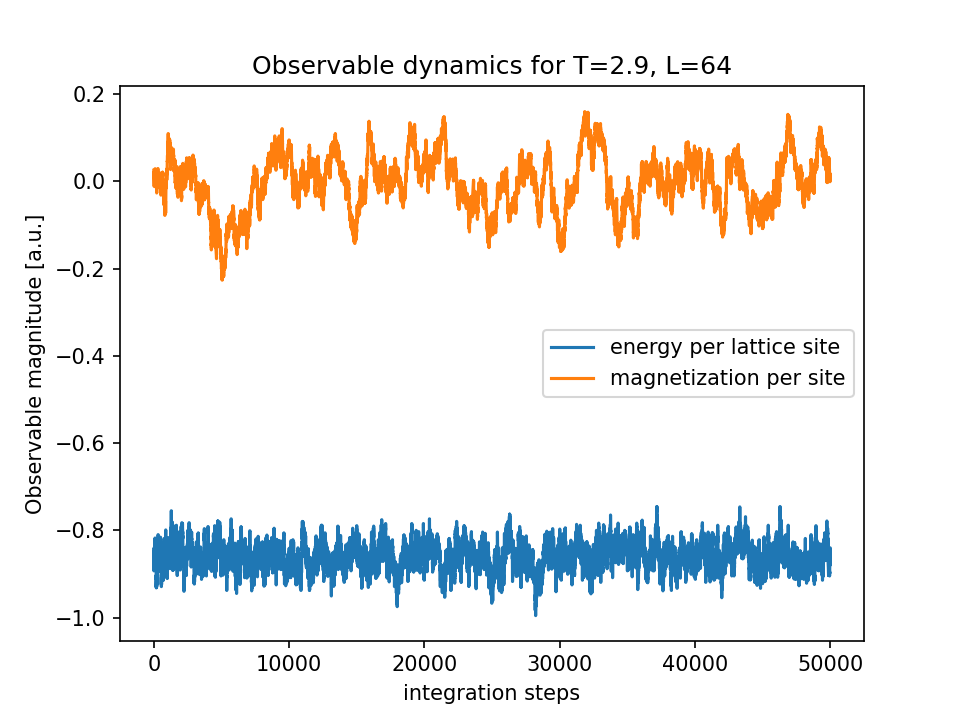 Observable dynamics for T=2.9, L=64
Observable magnitude [a.u.]
0.2
0.0
−0.2
−0.4
−0.6
−0.8
−1.0
energy per lattice site
magnetization per site
0 10000 20000 30000 40000 50000
integration steps